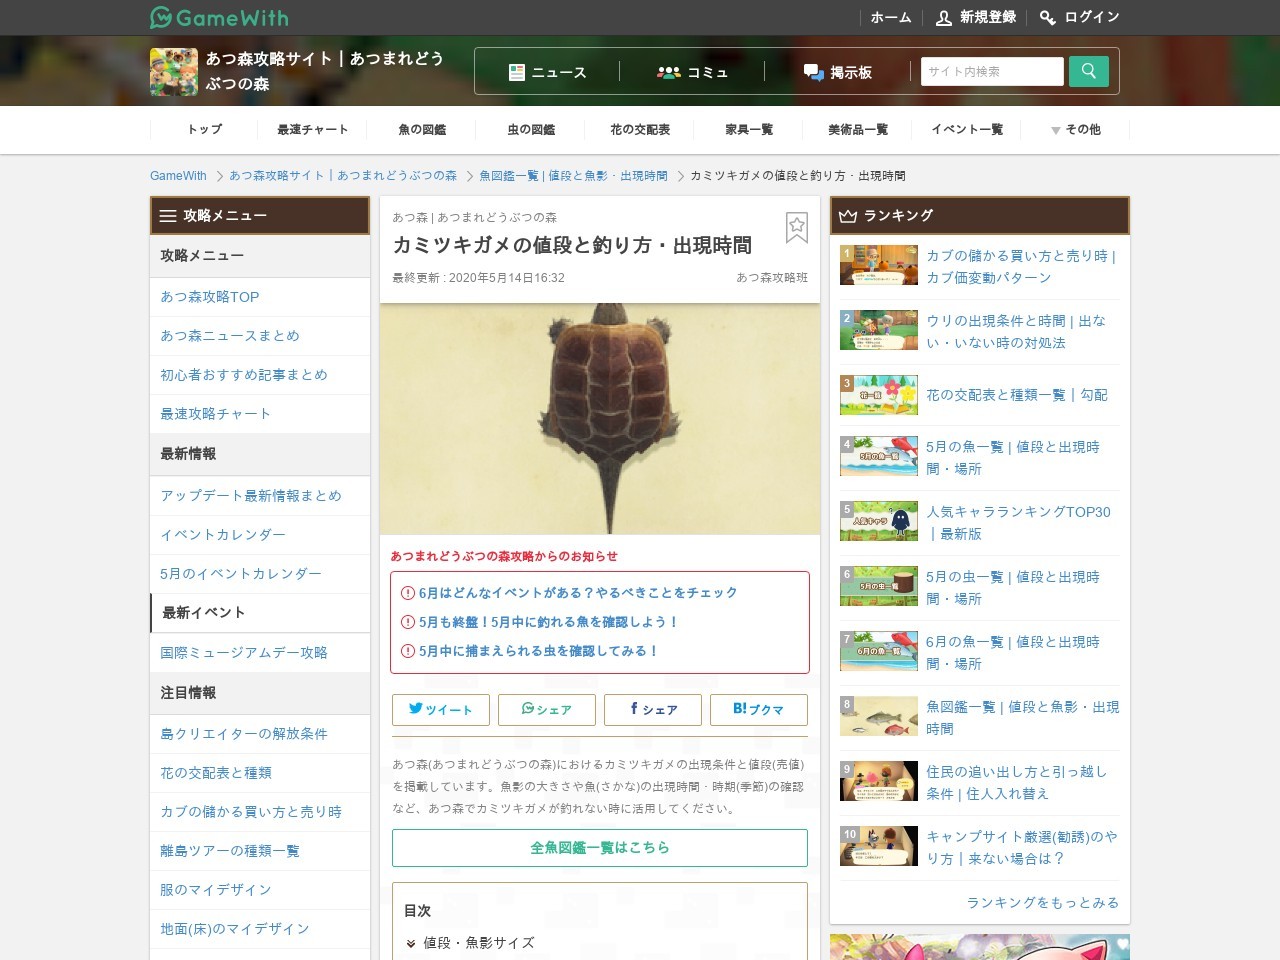 GameWith
ホーム
新規登録
ログイン
あつ森攻略サイト｜あつまれどう
ぶつの森
ニュース
コミュ
掲示板
サイト内検索
トップ
最速チャート
魚の図鑑
虫の図鑑
花の交配表
家具一覧
美術品一覧
イベント一覧
その他
GameWith
あつ森攻略サイト｜あつまれどうぶつの森
魚図鑑一覧 | 値段と魚影・出現時間
カミツキガメの値段と釣り方・出現時間
攻略メニュー
攻略メニュー
あつ森攻略TOP
あつ森ニュースまとめ
初心者おすすめ記事まとめ
最速攻略チャート
最新情報
アップデート最新情報まとめ
イベントカレンダー
5月のイベントカレンダー
最新イベント
国際ミュージアムデー攻略
注目情報
島クリエイターの解放条件
花の交配表と種類
カブの儲かる買い方と売り時
離島ツアーの種類一覧
服のマイデザイン
地面(床)のマイデザイン
あつ森 | あつまれどうぶつの森
カミツキガメの値段と釣り方・出現時間
最終更新 : 2020年5月14日16:32
あつ森攻略班
あつまれどうぶつの森攻略からのお知らせ
6月はどんなイベントがある？やるべきことをチェック
5月も終盤！5月中に釣れる魚を確認しよう！
5月中に捕まえられる虫を確認してみる！
ツイート
シェア
シェア
B! ブクマ
あつ森(あつまれどうぶつの森)におけるカミツキガメの出現条件と値段(売値)
を掲載しています。魚影の大きさや魚(さかな)の出現時間・時期(季節)の確認
など、あつ森でカミツキガメが釣れない時に活用してください。
全魚図鑑一覧はこちら
目次
値段・魚影サイズ
ランキング
1
カブの儲かる買い方と売り時 |
カブ価変動パターン
2
ウリの出現条件と時間 | 出な
い・いない時の対処法
3
花一覧
花の交配表と種類一覧｜勾配
4
5月の魚一覧
5月の魚一覧 | 値段と出現時
間・場所
5
人気キャラ
人気キャラランキングTOP30
｜最新版
6
5月の虫一覧
5月の虫一覧 | 値段と出現時
間・場所
7
6月の魚一覧
6月の魚一覧 | 値段と出現時
間・場所
8
魚図鑑一覧 | 値段と魚影・出現
時間
9
住民の追い出し方と引っ越し
条件 | 住人入れ替え
10
キャンプサイト厳選(勧誘)のや
り方｜来ない場合は？
ランキングをもっとみる